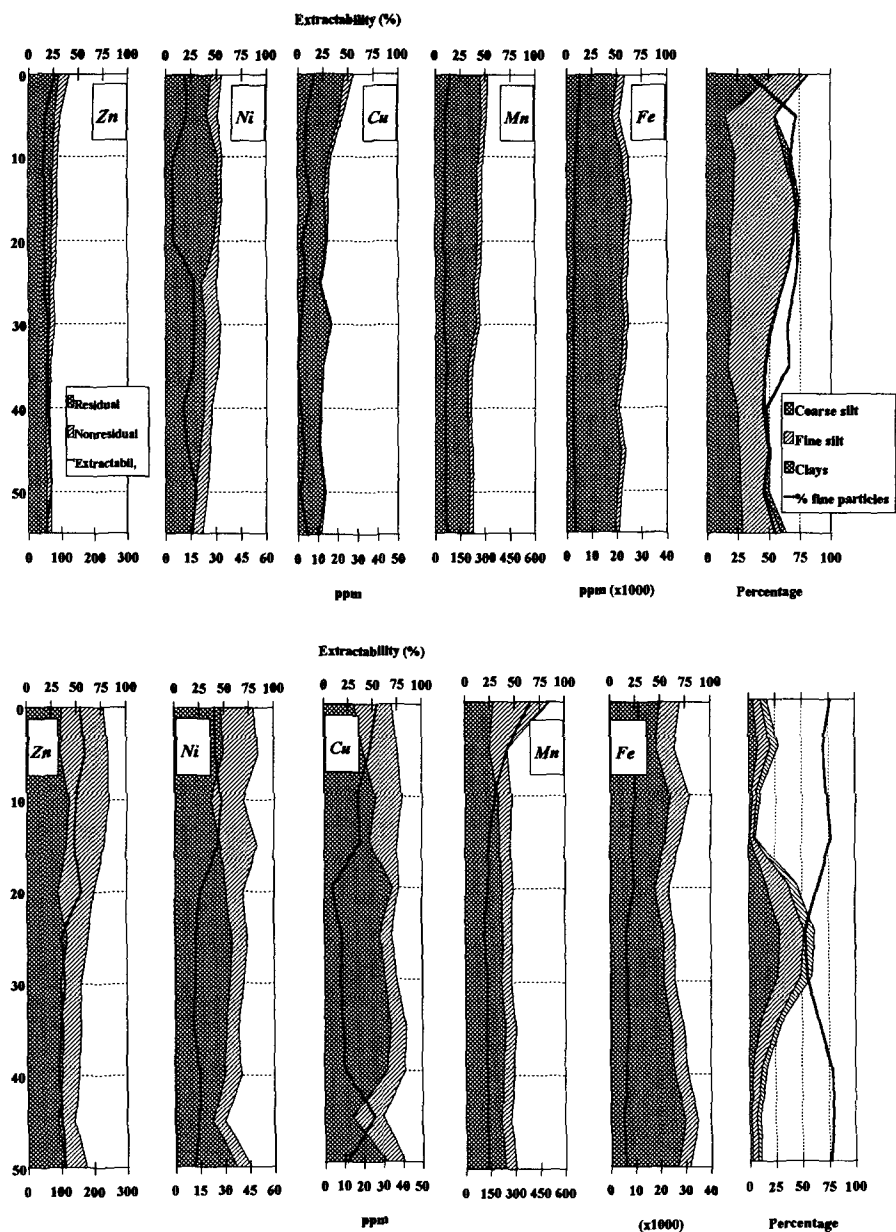 Extractability (%)
0 25 50 75 100 0 25 50 75 100 0 25 50 75 100 0 25 50 75 100 0 25 50 75 100
0
Zn Ni Cu Mn Fe
10
20
30
40
50
Residual
Nonresidual
Extractabil,
Coarse silt
Fine silt
Clays
% fine particles
0 100 200 300 0 15 30 45 60 0 10 20 30 40 50 0 150 300 450 600 0 10 20 30 40 0 25 50 75 100
ppm ppm (x1000) Percentage
Extractability (%)
0 25 50 75 100 0 25 50 75 100 0 25 50 75 100 0 25 50 75 100 0 25 50 75 100
0
Zn Ni Cu Mn Fe
10
20
30
40
50
0 100 200 300 0 15 30 45 60 0 10 20 30 40 50 0 150 300 450 600 0 10 20 30 40 0 25 50 75 100
ppm (x1000) Percentage